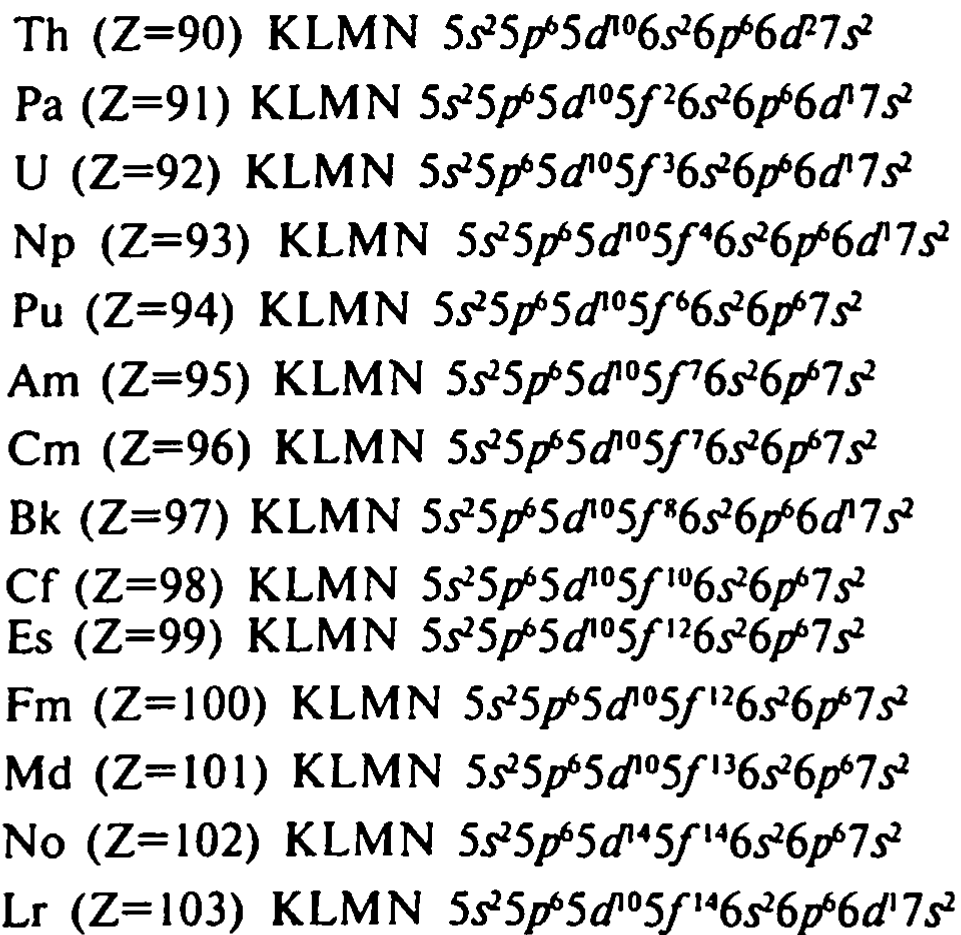 Th (Z=90) KLMN 5s²5p⁶5d¹⁰6s²6p⁶6d²7s²
Pa (Z=91) KLMN 5s²5p⁶5d¹⁰5f²6s²6p⁶6d¹7s²
U (Z=92) KLMN 5s²5p⁶5d¹⁰5f³6s²6p⁶6d¹7s²
Np (Z=93) KLMN 5s²5p⁶5d¹⁰5f⁴6s²6p⁶6d¹7s²
Pu (Z=94) KLMN 5s²5p⁶5d¹⁰5f⁶6s²6p⁶7s²
Am (Z=95) KLMN 5s²5p⁶5d¹⁰5f⁷6s²6p⁶7s²
Cm (Z=96) KLMN 5s²5p⁶5d¹⁰5f⁷6s²6p⁶7s²
Bk (Z=97) KLMN 5s²5p⁶5d¹⁰5f⁸6s²6p⁶6d¹7s²
Cf (Z=98) KLMN 5s²5p⁶5d¹⁰5f¹⁰6s²6p⁶7s²
Es (Z=99) KLMN 5s²5p⁶5d¹⁰5f¹²6s²6p⁶7s²
Fm (Z=100) KLMN 5s²5p⁶5d¹⁰5f¹²6s²6p⁶7s²
Md (Z=101) KLMN 5s²5p⁶5d¹⁰5f¹³6s²6p⁶7s²
No (Z=102) KLMN 5s²5p⁶5d¹⁴5f¹⁴6s²6p⁶7s²
Lr (Z=103) KLMN 5s²5p⁶5d¹⁰5f¹⁴6s²6p⁶6d¹7s²